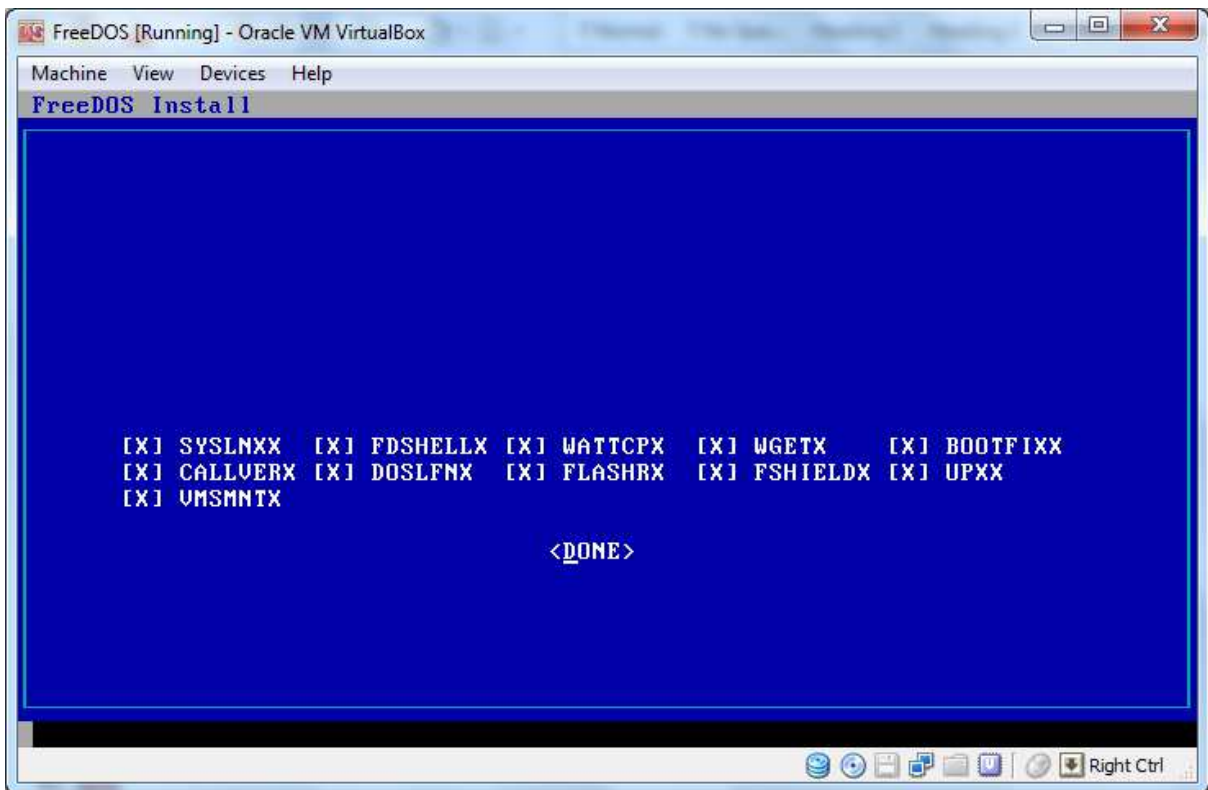 FreeDOS [Running] - Oracle VM VirtualBox
Machine View Devices Help
FreeDOS Install
[X] SYSLNXX [X] FDSHELLX [X] WATTCPX [X] WGETX [X] BOOTFIXX
[X] CALLVERX [X] DOSLFNX [X] FLASHRX [X] FSHIELDX [X] UPXX
[X] VMSMNTX
<DONE>
Right Ctrl